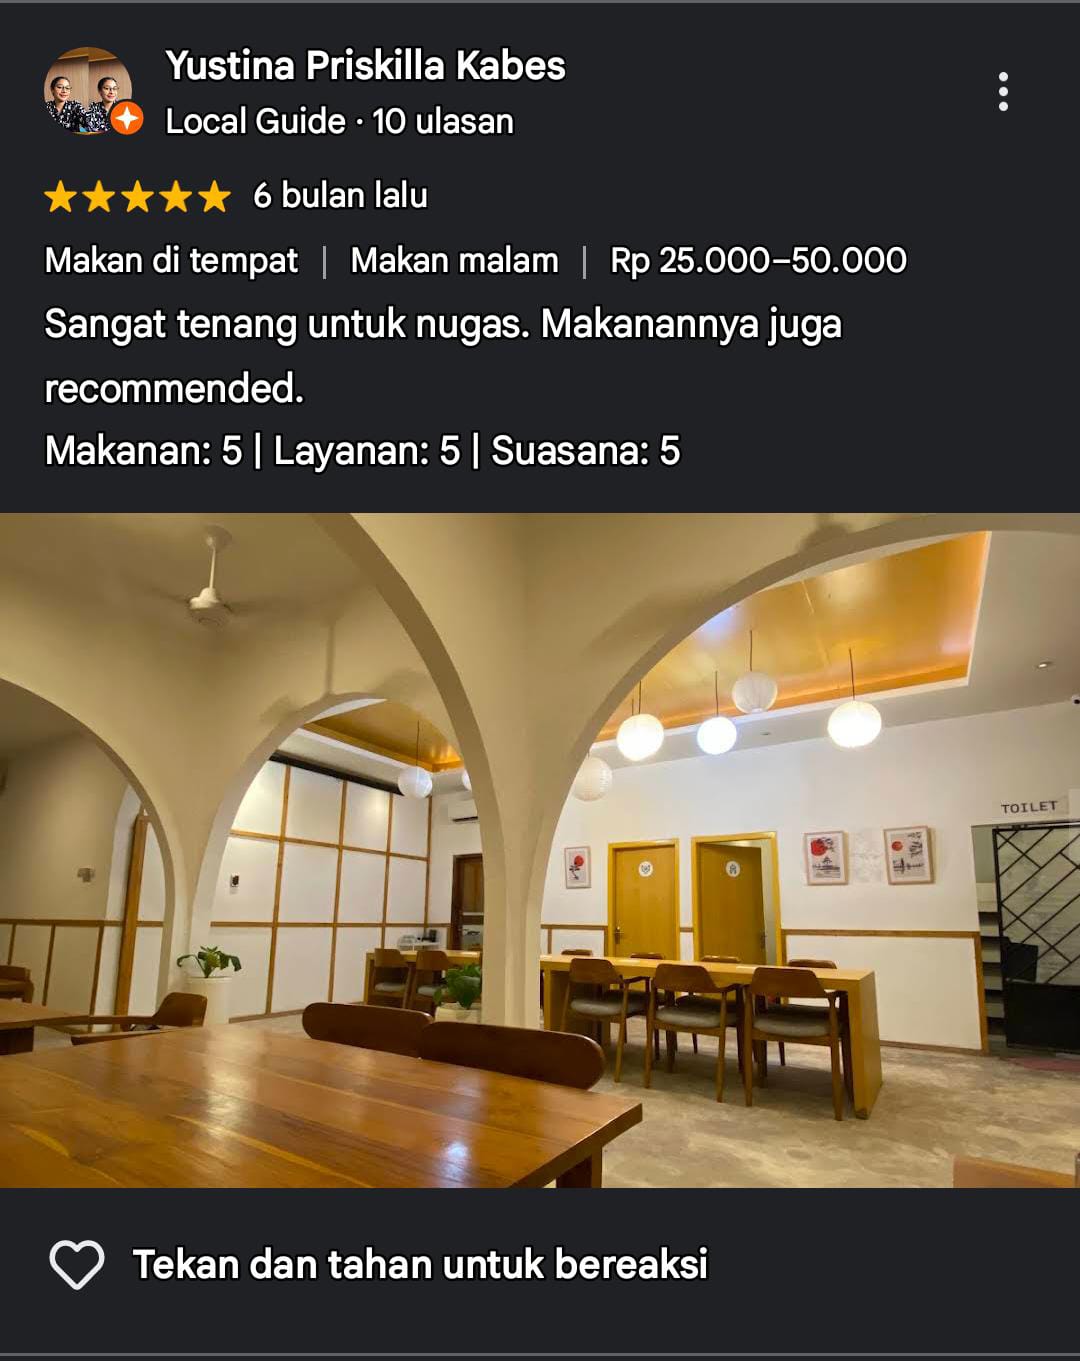 Yustina Priskilla Kabes
Local Guide · 10 ulasan
6 bulan lalu
Makan di tempat | Makan malam | Rp 25.000–50.000
Sangat tenang untuk nugas. Makanannya juga
recommended.
Makanan: 5 | Layanan: 5 | Suasana: 5
TOILET
Tekan dan tahan untuk bereaksi